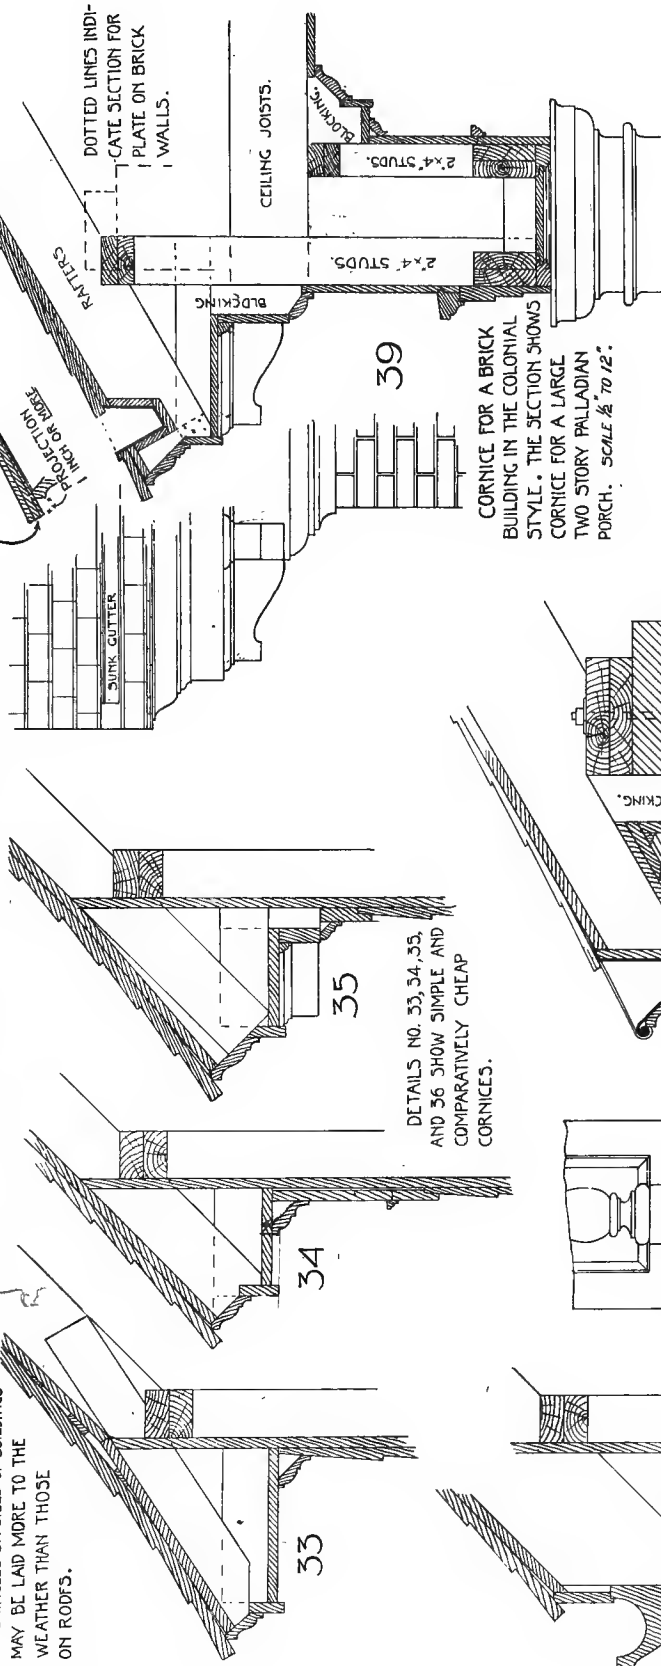 MAY BE LAID MORE TO THE
WEATHER THAN THOSE
ON ROOFS.
33
34
35
DETAILS NO. 33, 34, 35,
AND 36 SHOW SIMPLE AND
COMPARATIVELY CHEAP
CORNICES.
SUNK GUTTER
PROJECTION
1 INCH OR MORE
RAFTERS
DOTTED LINES INDI-
CATE SECTION FOR
PLATE ON BRICK
WALLS.
CEILING JOISTS.
BLOCKING
BLOCKING.
2"x4" STUDS.
2"x4" STUDS.
39
CORNICE FOR A BRICK
BUILDING IN THE COLONIAL
STYLE. THE SECTION SHOWS
CORNICE FOR A LARGE
TWO STORY PALLADIAN
PORCH. SCALE ½" TO 12".
CKING.